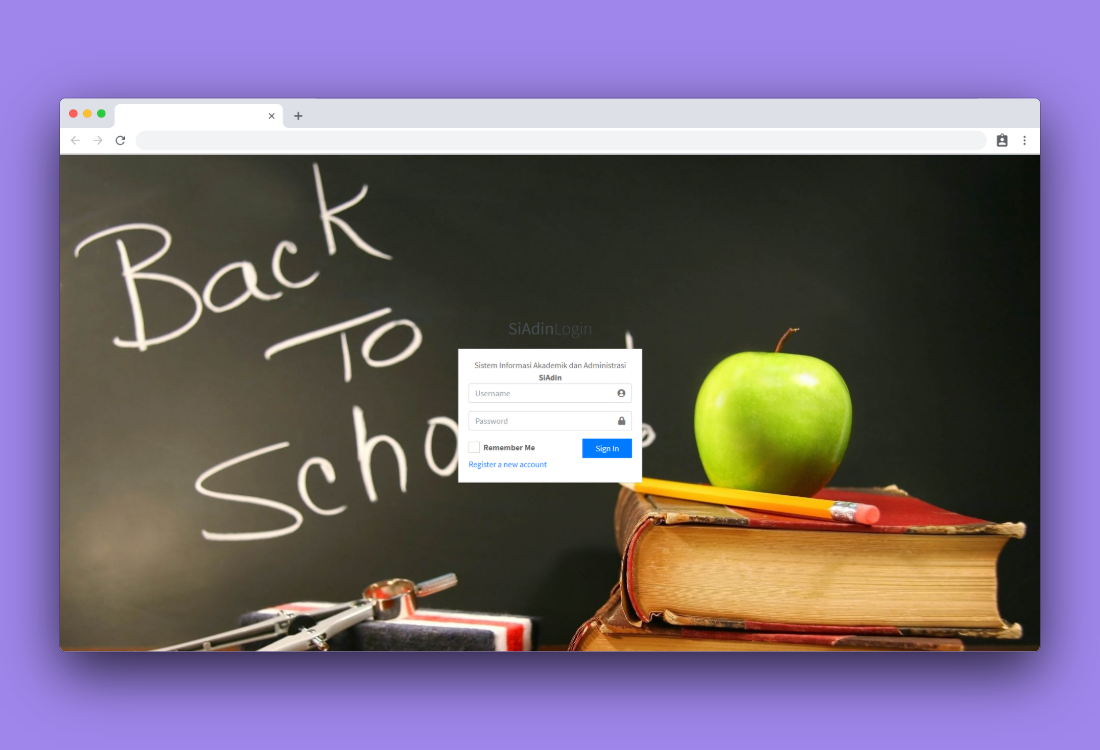 Back
To
Scho
SiAdinLogin
Sistem Informasi Akademik dan Administrasi
SiAdin
Username
Password
Remember Me
Sign In
Register a new account